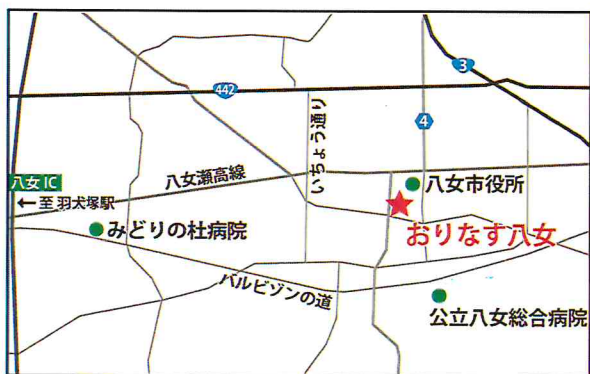 3
442
4
いちょう通り
八女IC
← 至 羽犬塚駅
八女瀬高線
八女市役所
みどりの杜病院
おりなす八女
バルビゾンの道
公立八女総合病院